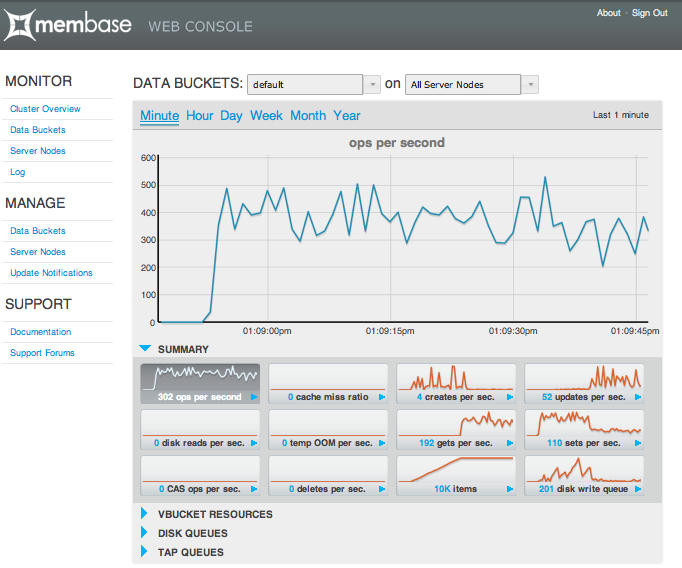 membase WEB CONSOLE
About · Sign Out
MONITOR
Cluster Overview
Data Buckets
Server Nodes
Log
MANAGE
Data Buckets
Server Nodes
Update Notifications
SUPPORT
Documentation
Support Forums
DATA BUCKETS: default on All Server Nodes
Minute Hour Day Week Month Year Last 1 minute
ops per second
600
500
400
300
200
100
0
01:09:00pm 01:09:15pm 01:09:30pm 01:09:45pm
SUMMARY
302 ops per second 0 cache miss ratio 4 creates per sec. 52 updates per sec.
0 disk reads per sec. 0 temp OOM per sec. 192 gets per sec. 110 sets per sec.
0 CAS ops per sec. 0 deletes per sec. 10K items 201 disk write queue
VBUCKET RESOURCES
DISK QUEUES
TAP QUEUES